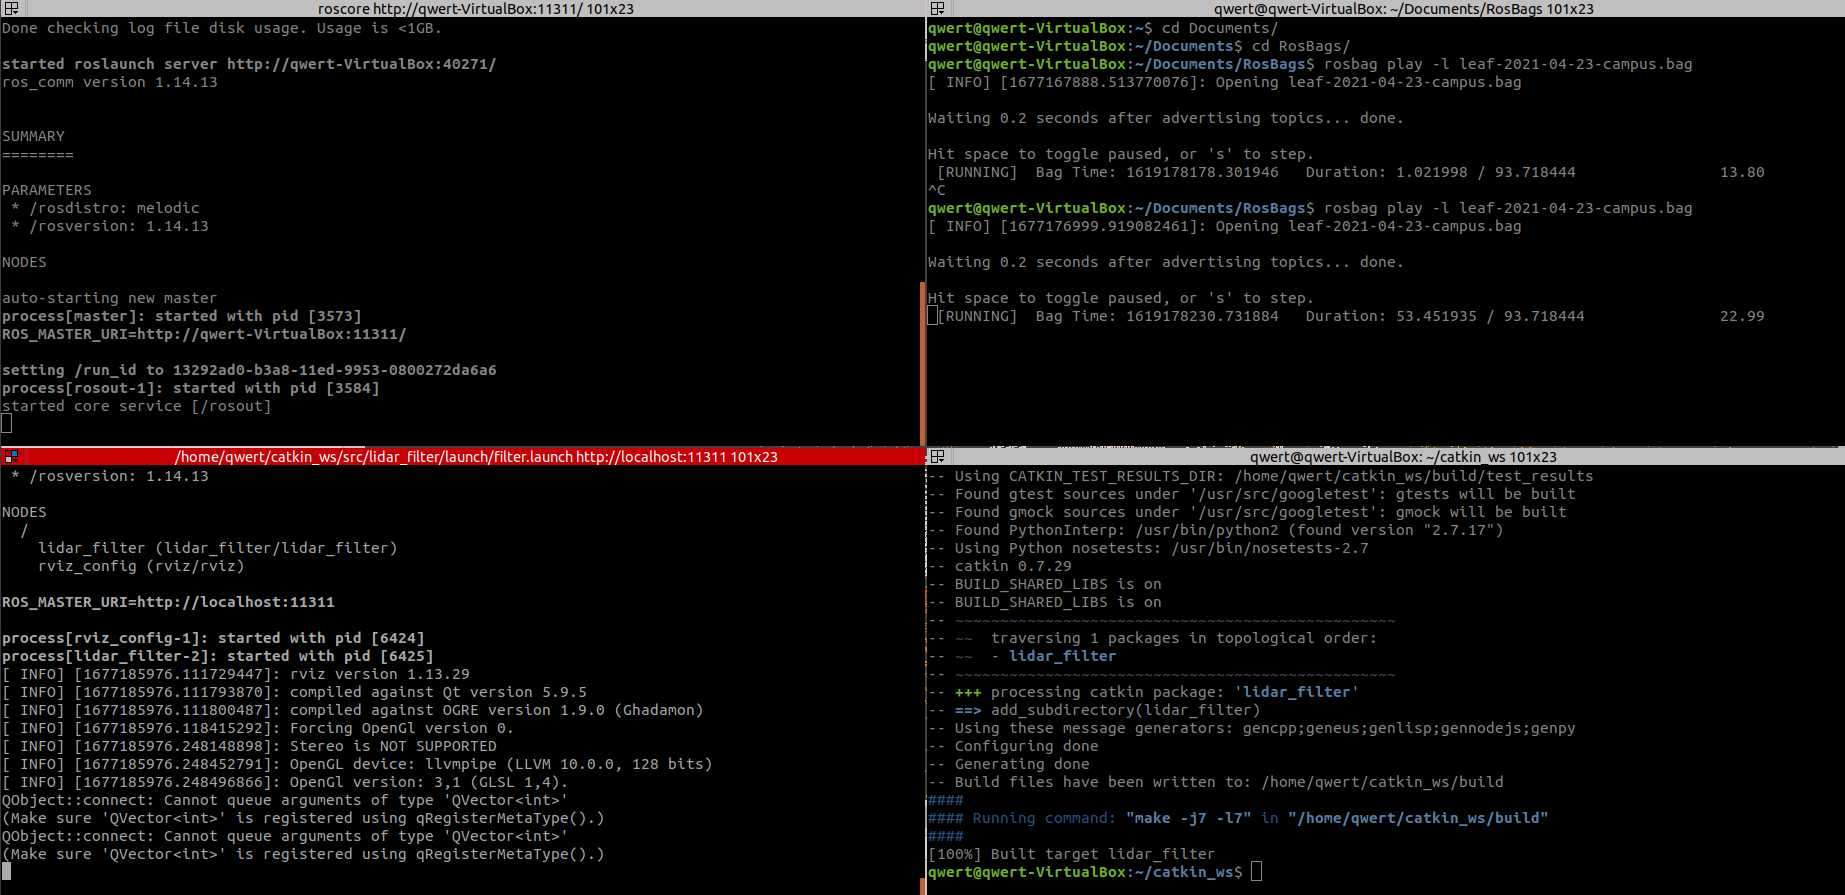 roscore http://qwert-VirtualBox:11311/ 101x23
Done checking log file disk usage. Usage is <1GB.
started roslaunch server http://qwert-VirtualBox:40271/
ros_comm version 1.14.13
SUMMARY
========
PARAMETERS
* /rosdistro: melodic
* /rosversion: 1.14.13
NODES
auto-starting new master
process[master]: started with pid [3573]
ROS_MASTER_URI=http://qwert-VirtualBox:11311/
setting /run_id to 13292ad0-b3a8-11ed-9953-0800272da6a6
process[rosout-1]: started with pid [3584]
started core service [/rosout]
qwert@qwert-VirtualBox: ~/Documents/RosBags 101x23
qwert@qwert-VirtualBox:~$ cd Documents/
qwert@qwert-VirtualBox:~/Documents$ cd RosBags/
qwert@qwert-VirtualBox:~/Documents/RosBags$ rosbag play -l leaf-2021-04-23-campus.bag
[ INFO] [1677167888.513770076]: Opening leaf-2021-04-23-campus.bag
Waiting 0.2 seconds after advertising topics... done.
Hit space to toggle paused, or 's' to step.
[RUNNING]  Bag Time: 1619178178.301946   Duration: 1.021998 / 93.718444                13.80
^C
qwert@qwert-VirtualBox:~/Documents/RosBags$ rosbag play -l leaf-2021-04-23-campus.bag
[ INFO] [1677176999.919082461]: Opening leaf-2021-04-23-campus.bag
Waiting 0.2 seconds after advertising topics... done.
Hit space to toggle paused, or 's' to step.
[RUNNING]  Bag Time: 1619178230.731884   Duration: 53.451935 / 93.718444               22.99
/home/qwert/catkin_ws/src/lidar_filter/launch/filter.launch http://localhost:11311 101x23
* /rosversion: 1.14.13
NODES
/
lidar_filter (lidar_filter/lidar_filter)
rviz_config (rviz/rviz)
ROS_MASTER_URI=http://localhost:11311
process[rviz_config-1]: started with pid [6424]
process[lidar_filter-2]: started with pid [6425]
[ INFO] [1677185976.111729447]: rviz version 1.13.29
[ INFO] [1677185976.111793870]: compiled against Qt version 5.9.5
[ INFO] [1677185976.111800487]: compiled against OGRE version 1.9.0 (Ghadamon)
[ INFO] [1677185976.118415292]: Forcing OpenGl version 0.
[ INFO] [1677185976.248148898]: Stereo is NOT SUPPORTED
[ INFO] [1677185976.248452791]: OpenGL device: llvmpipe (LLVM 10.0.0, 128 bits)
[ INFO] [1677185976.248496866]: OpenGl version: 3,1 (GLSL 1,4).
QObject::connect: Cannot queue arguments of type 'QVector<int>'
(Make sure 'QVector<int>' is registered using qRegisterMetaType().)
QObject::connect: Cannot queue arguments of type 'QVector<int>'
(Make sure 'QVector<int>' is registered using qRegisterMetaType().)
qwert@qwert-VirtualBox: ~/catkin_ws 101x23
-- Using CATKIN_TEST_RESULTS_DIR: /home/qwert/catkin_ws/build/test_results
-- Found gtest sources under '/usr/src/googletest': gtests will be built
-- Found gmock sources under '/usr/src/googletest': gmock will be built
-- Found PythonInterp: /usr/bin/python2 (found version "2.7.17")
-- Using Python nosetests: /usr/bin/nosetests-2.7
-- catkin 0.7.29
-- BUILD_SHARED_LIBS is on
-- BUILD_SHARED_LIBS is on
-- ~~~~~~~~~~~~~~~~~~~~~~~~~~~~~~~~~~~~~~~~~~~~~~~~~
-- ~~  traversing 1 packages in topological order:
-- ~~  - lidar_filter
-- ~~~~~~~~~~~~~~~~~~~~~~~~~~~~~~~~~~~~~~~~~~~~~~~~~
-- +++ processing catkin package: 'lidar_filter'
-- ==> add_subdirectory(lidar_filter)
-- Using these message generators: gencpp;geneus;genlisp;gennodejs;genpy
-- Configuring done
-- Generating done
-- Build files have been written to: /home/qwert/catkin_ws/build
####
#### Running command: "make -j7 -l7" in "/home/qwert/catkin_ws/build"
####
[100%] Built target lidar_filter
qwert@qwert-VirtualBox:~/catkin_ws$